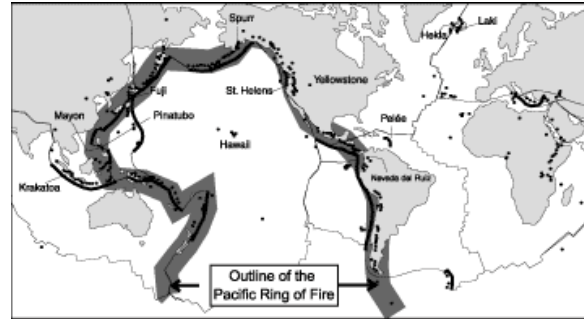 Spurr
Laki
Hekla
Yellowstone
Fuji
St. Helens
Mayon
Pinatubo
Pelée
Hawaii
Krakatoa
Nevada del Ruiz
Outline of the
Pacific Ring of Fire